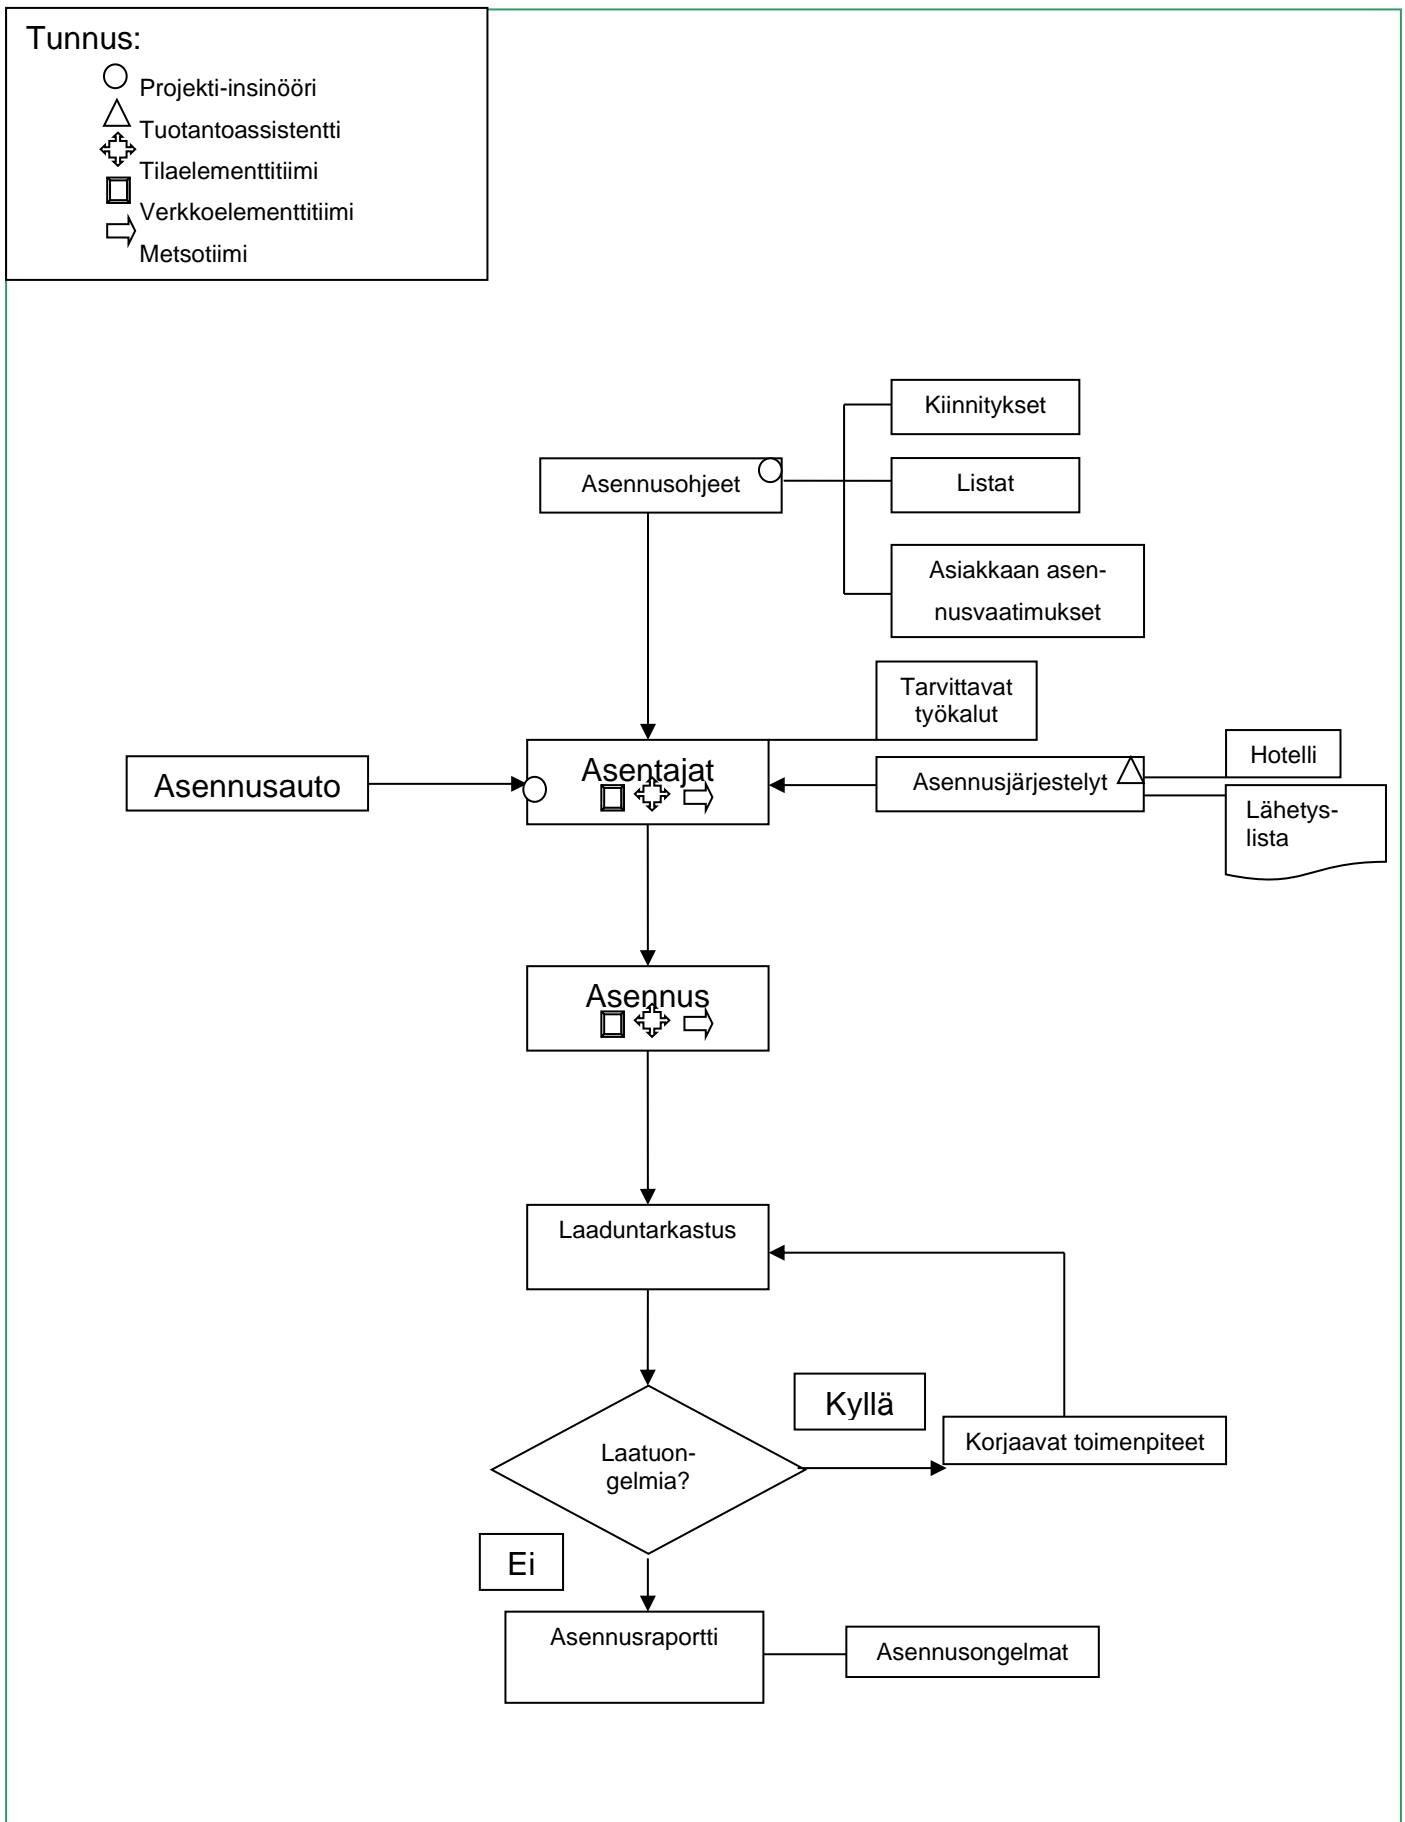 Tunnus:
Projekti-insinööri
Tuotantoassistentti
Tilaelementtitiimi
Verkkoelementtitiimi
Metsotiimi
Kiinnitykset
Asennusohjeet
Listat
Asiakkaan asen-
nusvaatimukset
Tarvittavat
työkalut
Asennusauto
Asentajat
Asennusjärjestelyt
Hotelli
Lähetys-
lista
Asennus
Laaduntarkastus
Kyllä
Korjaavat toimenpiteet
Laatuon-
gelmia?
Ei
Asennusraportti
Asennusongelmat